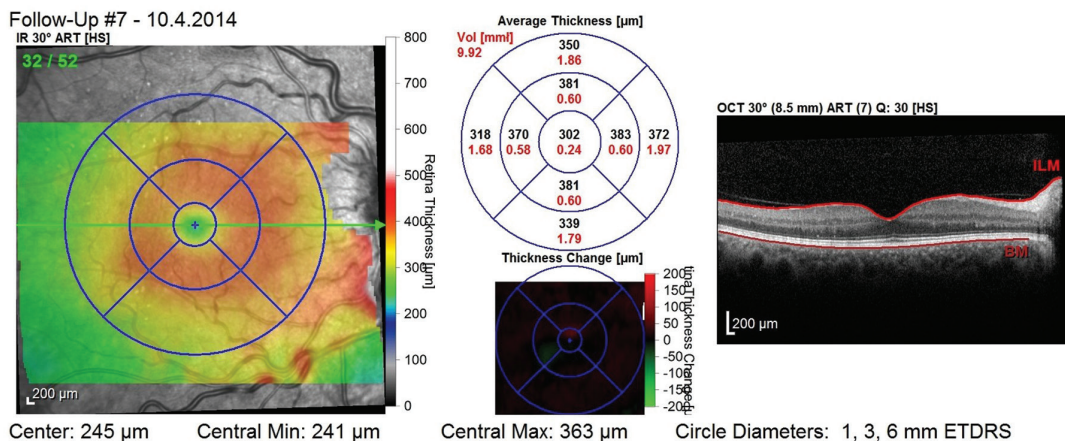 Follow-Up #7 - 10.4.2014
IR 30° ART [HS]
32 / 52
200 µm
800
700
600
500
400
300
200
100
0
Retina Thickness [µm]
Average Thickness [µm]
Vol [mm³]
9.92
350
1.86
381
0.60
318 370 302 383 372
1.68 0.58 0.24 0.60 1.97
381
0.60
339
1.79
Thickness Change [µm]
200
150
100
50
0
-50
-100
-150
-20
OCT 30° (8.5 mm) ART (7) Q: 30 [HS]
ILM
BM
200 µm
Center: 245 µm Central Min: 241 µm Central Max: 363 µm Circle Diameters: 1, 3, 6 mm ETDRS